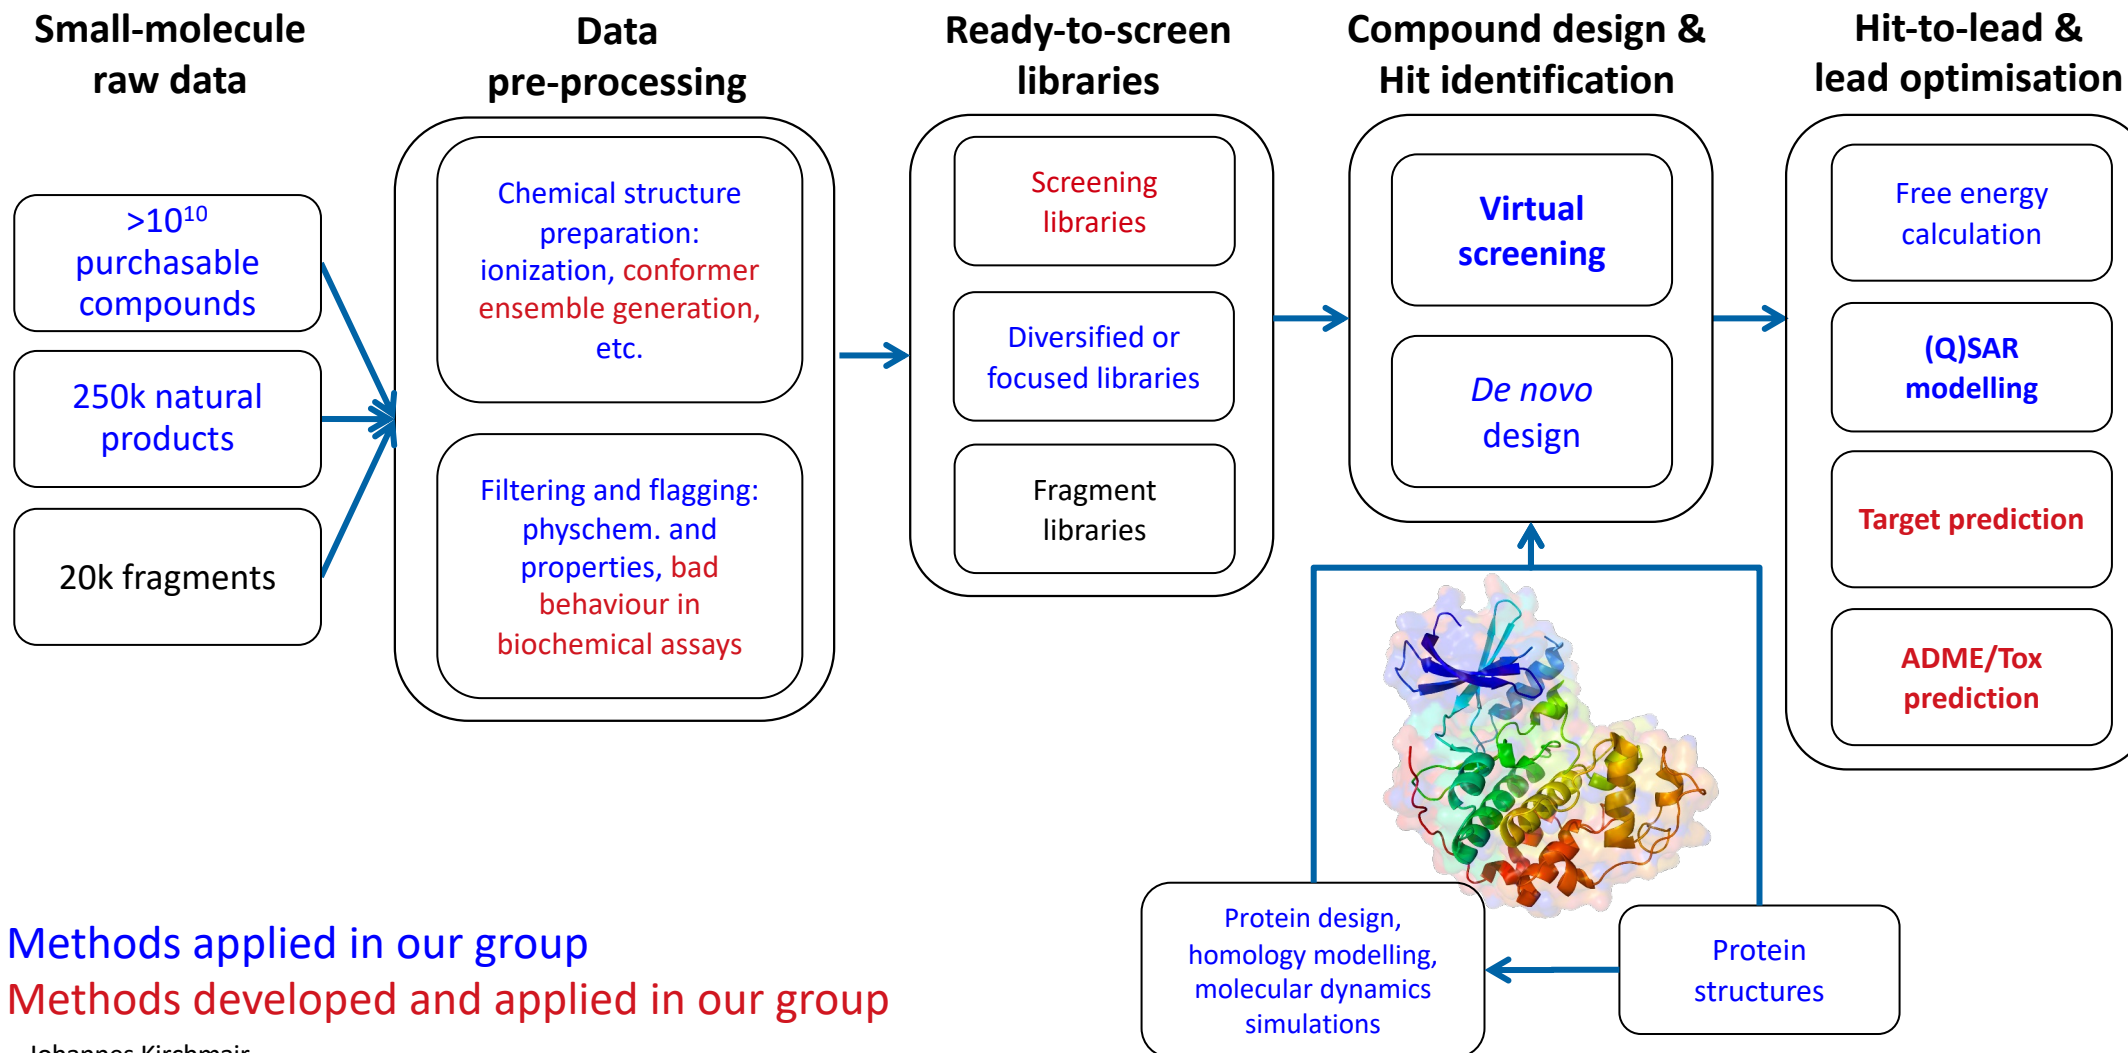 Small-molecule
raw data
Data
pre-processing
Ready-to-screen
libraries
Compound design &
Hit identification
Hit-to-lead &
lead optimisation
>10¹⁰
purchasable
compounds
250k natural
products
20k fragments
Chemical structure
preparation:
ionization, conformer
ensemble generation,
etc.
Filtering and flagging:
physchem. and
properties, bad
behaviour in
biochemical assays
Screening
libraries
Diversified or
focused libraries
Fragment
libraries
Virtual
screening
De novo
design
Free energy
calculation
(Q)SAR
modelling
Target prediction
ADME/Tox
prediction
Protein design,
homology modelling,
molecular dynamics
simulations
Protein
structures
Methods applied in our group
Methods developed and applied in our group
Johannes Kirchmair